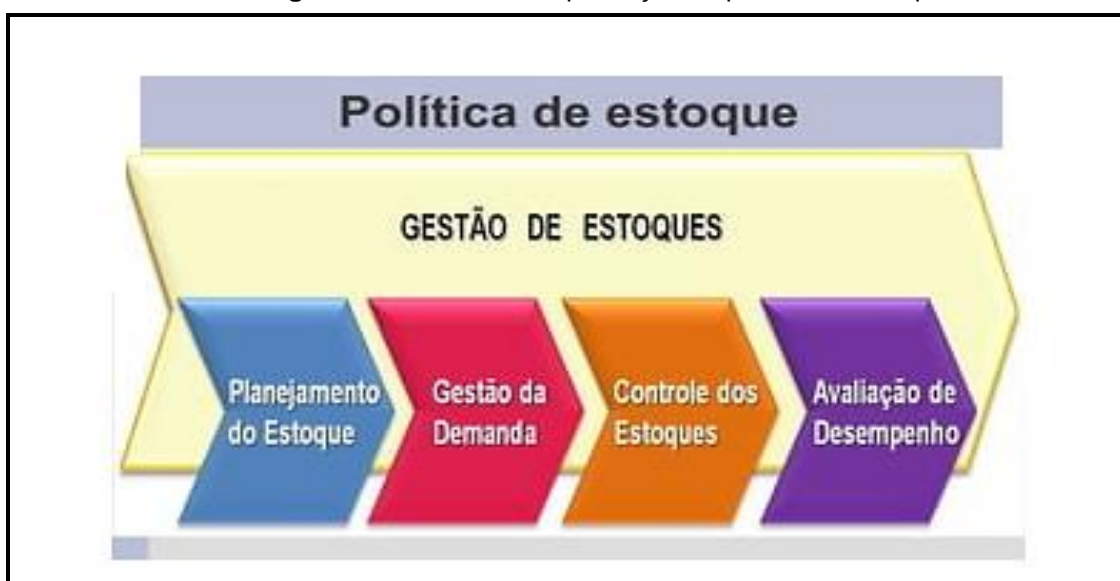 Política de estoque
GESTÃO DE ESTOQUES
Planejamento
do Estoque
Gestão da
Demanda
Controle dos
Estoques
Avaliação de
Desempenho